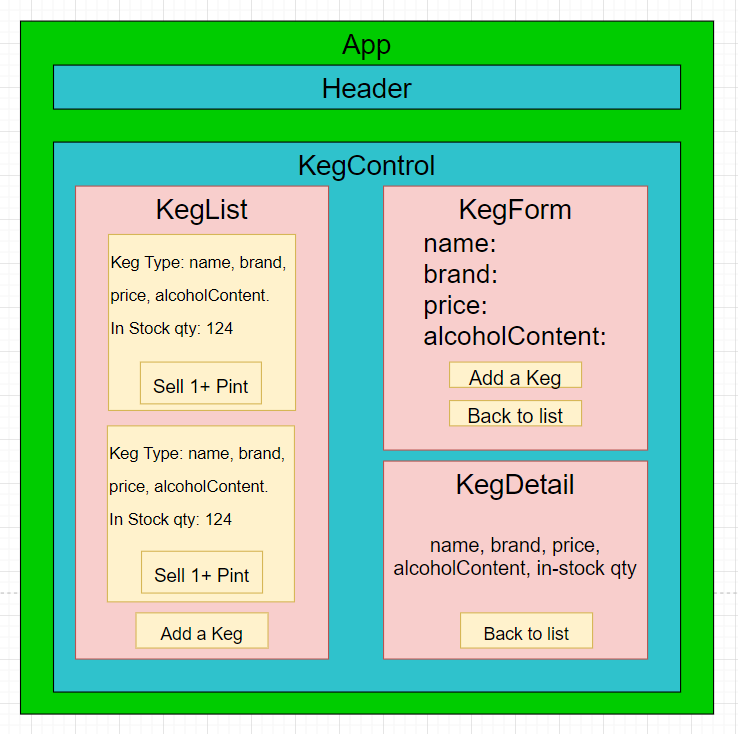 App
Header
KegControl
KegList
Keg Type: name, brand,
price, alcoholContent.
In Stock qty: 124
Sell 1+ Pint
Keg Type: name, brand,
price, alcoholContent.
In Stock qty: 124
Sell 1+ Pint
Add a Keg
KegForm
name:
brand:
price:
alcoholContent:
Add a Keg
Back to list
KegDetail
name, brand, price,
alcoholContent, in-stock qty
Back to list